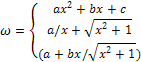 ω = { ax² + bx + c
a/x + √x² + 1
(a + bx/√x² + 1)